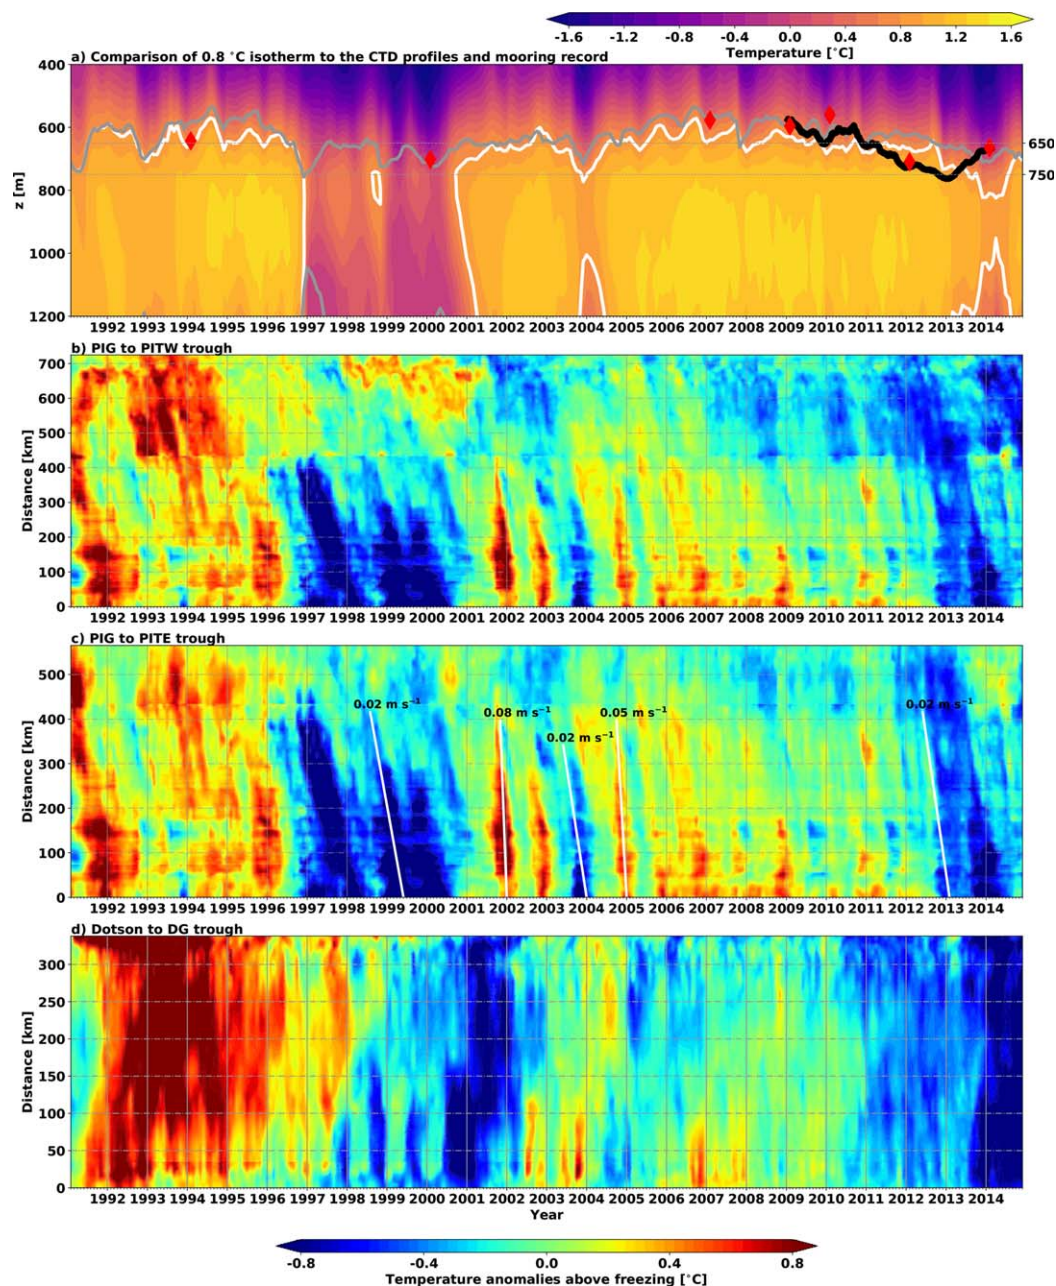 -1.6 -1.2 -0.8 -0.4 0.0 0.4 0.8 1.2 1.6
Temperature [˚C]
a) Comparison of 0.8 ˚C isotherm to the CTD profiles and mooring record
400
600
800
1000
1200
z [m]
650
750
1992 1993 1994 1995 1996 1997 1998 1999 2000 2001 2002 2003 2004 2005 2006 2007 2008 2009 2010 2011 2012 2013 2014
b) PIG to PITW trough
700
600
500
400
300
200
100
0
Distance [km]
1992 1993 1994 1995 1996 1997 1998 1999 2000 2001 2002 2003 2004 2005 2006 2007 2008 2009 2010 2011 2012 2013 2014
c) PIG to PITE trough
500
400
300
200
100
0
Distance [km]
0.02 m s⁻¹
0.08 m s⁻¹
0.02 m s⁻¹
0.05 m s⁻¹
0.02 m s⁻¹
1992 1993 1994 1995 1996 1997 1998 1999 2000 2001 2002 2003 2004 2005 2006 2007 2008 2009 2010 2011 2012 2013 2014
d) Dotson to DG trough
300
250
200
150
100
50
0
Distance [km]
1992 1993 1994 1995 1996 1997 1998 1999 2000 2001 2002 2003 2004 2005 2006 2007 2008 2009 2010 2011 2012 2013 2014
Year
-0.8 -0.4 0.0 0.4 0.8
Temperature anomalies above freezing [˚C]